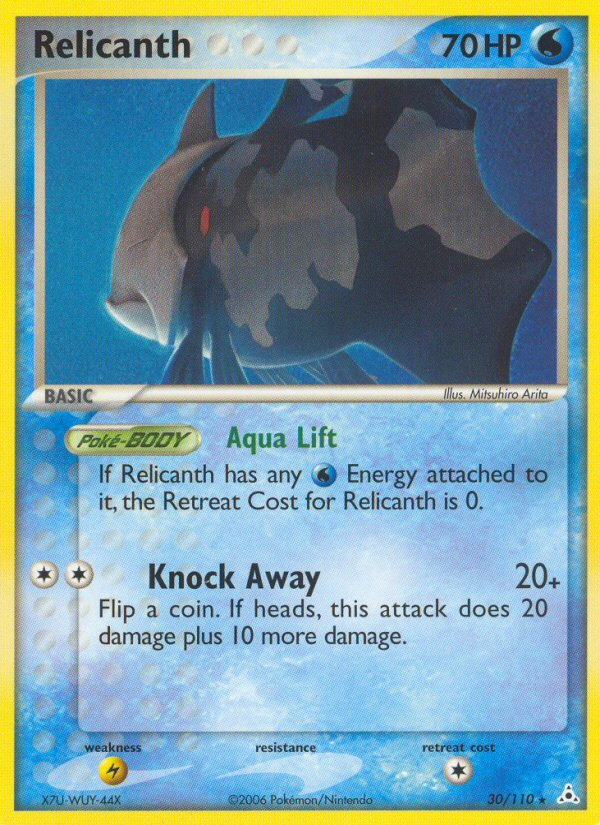 Relicanth 70 HP
BASIC
Illus. Mitsuhiro Arita
Poké-BODY Aqua Lift
If Relicanth has any Energy attached to
it, the Retreat Cost for Relicanth is 0.
Knock Away 20+
Flip a coin. If heads, this attack does 20
damage plus 10 more damage.
weakness resistance retreat cost
X7U-WUY-44X ©2006 Pokémon/Nintendo 30/110 ★